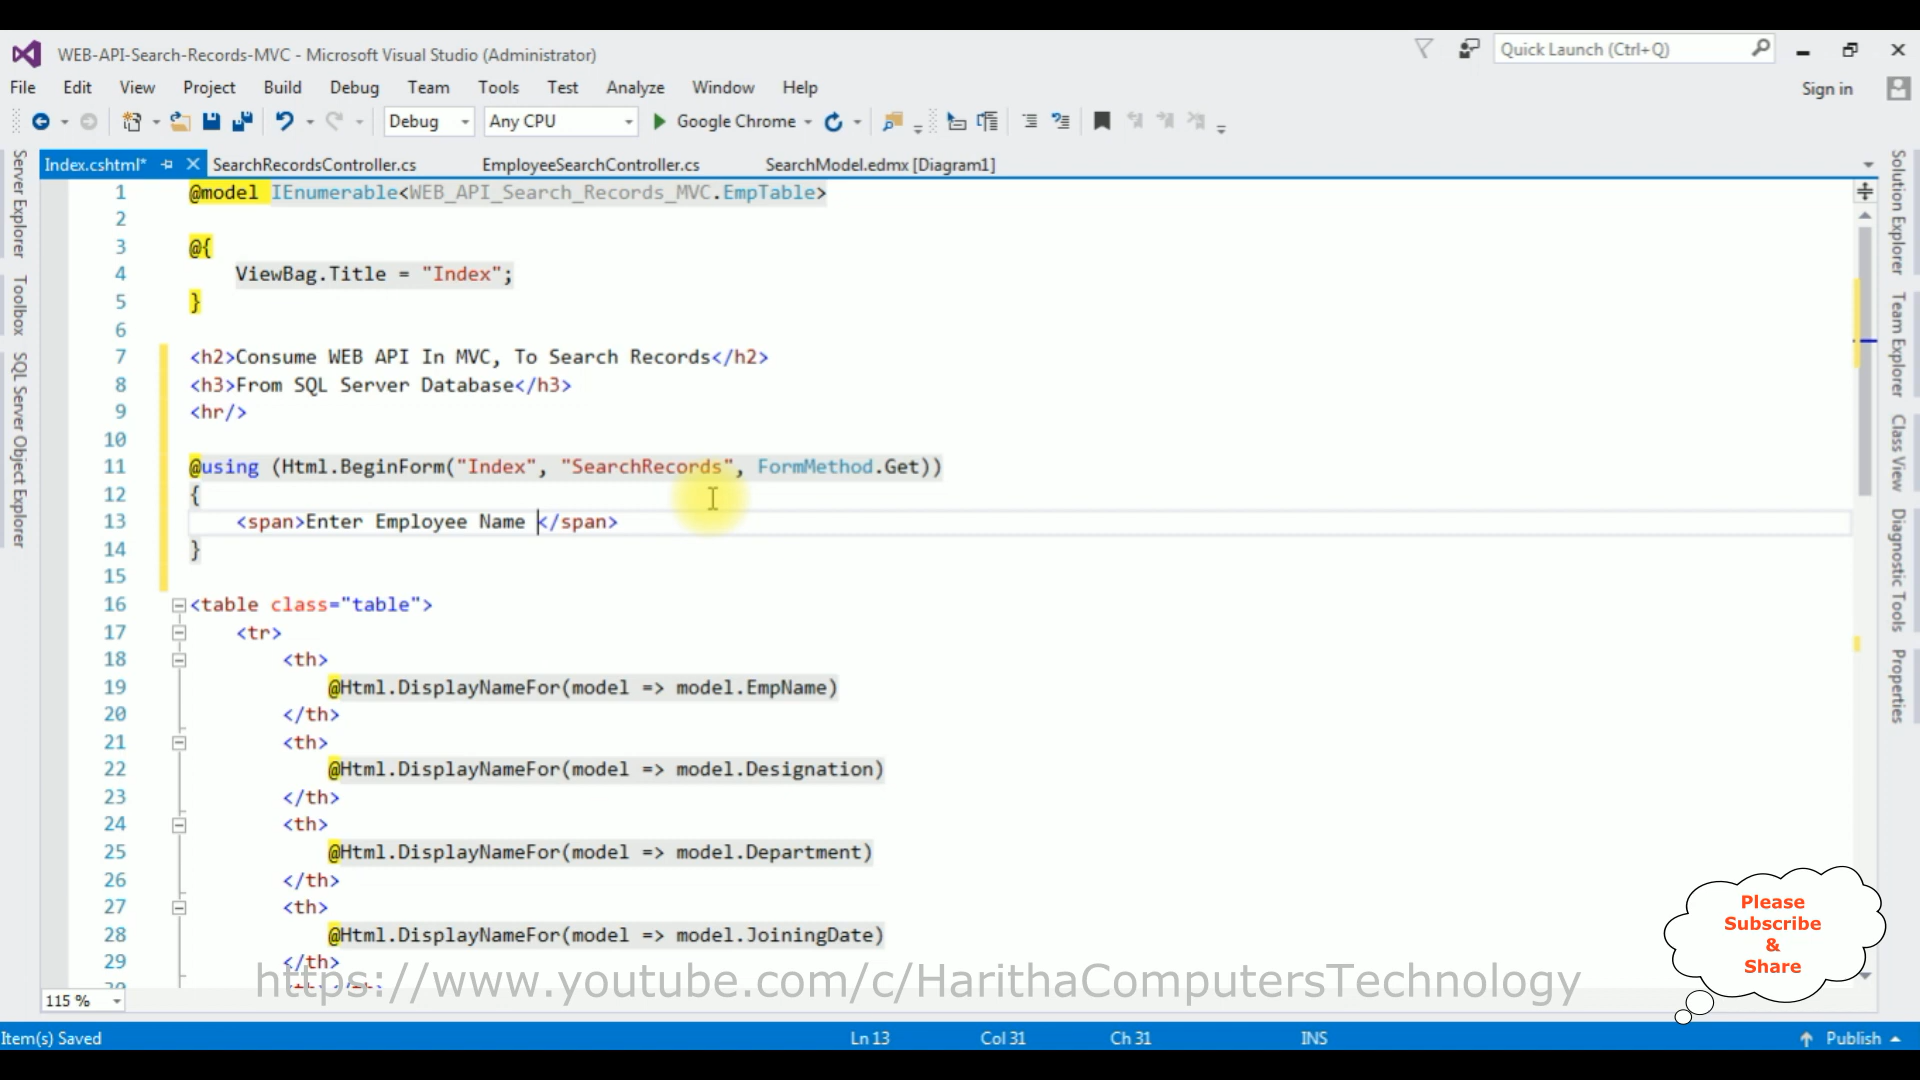 WEB-API-Search-Records-MVC - Microsoft Visual Studio (Administrator)
Quick Launch (Ctrl+Q)
File Edit View Project Build Debug Team Tools Test Analyze Window Help
Sign in
Debug Any CPU Google Chrome
Index.cshtml* SearchRecordsController.cs EmployeeSearchController.cs SearchModel.edmx [Diagram1]
Server Explorer
Toolbox
SQL Server Object Explorer
1 @model IEnumerable<WEB_API_Search_Records_MVC.EmpTable>
2
3 @{
4 ViewBag.Title = "Index";
5 }
6
7 <h2>Consume WEB API In MVC, To Search Records</h2>
8 <h3>From SQL Server Database</h3>
9 <hr/>
10
11 @using (Html.BeginForm("Index", "SearchRecords", FormMethod.Get))
12 {
13 <span>Enter Employee Name </span>
14 }
15
16 <table class="table">
17 <tr>
18 <th>
19 @Html.DisplayNameFor(model => model.EmpName)
20 </th>
21 <th>
22 @Html.DisplayNameFor(model => model.Designation)
23 </th>
24 <th>
25 @Html.DisplayNameFor(model => model.Department)
26 </th>
27 <th>
28 @Html.DisplayNameFor(model => model.JoiningDate)
29 </th>
https://www.youtube.com/c/HarithaComputersTechnology
Solution Explorer
Team Explorer
Class View
Diagnostic Tools
Properties
Please
Subscribe
&
Share
115 %
Item(s) Saved Ln 13 Col 31 Ch 31 INS Publish